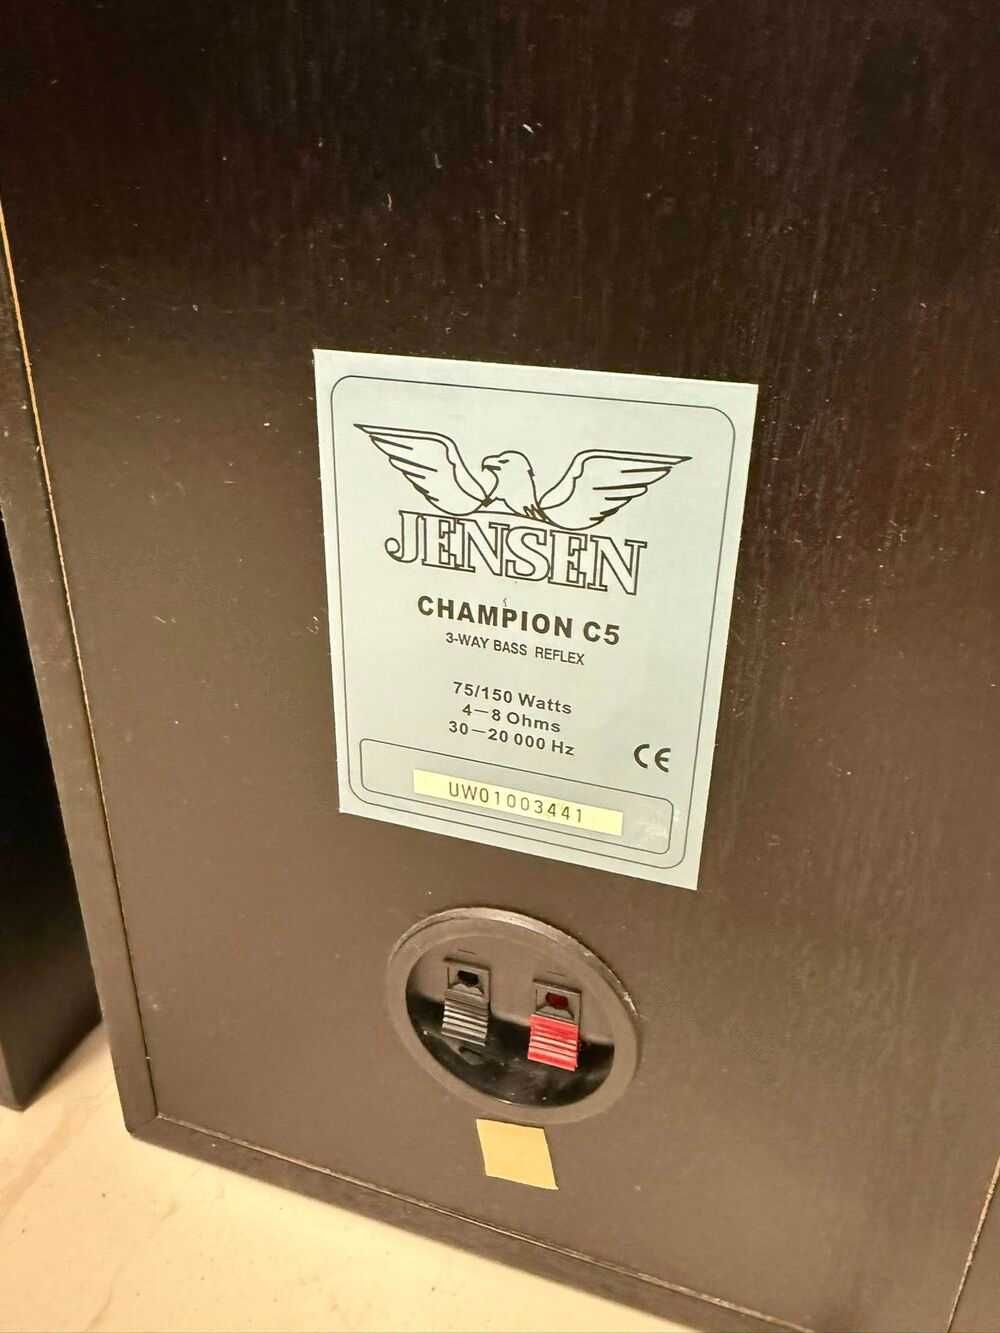 JENSEN
CHAMPION C5
3-WAY BASS REFLEX
75/150 Watts
4–8 Ohms
30–20 000 Hz
CE
UW01003441